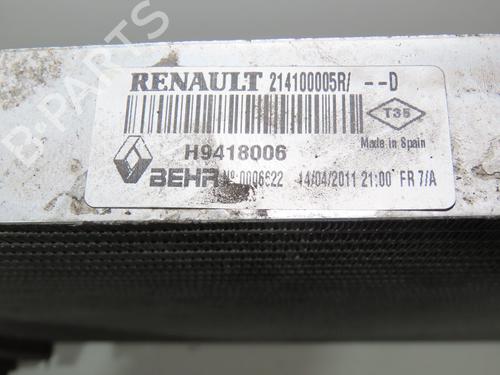 RENAULT 214100005R/ --D
T35
Made in Spain
H9418006
BEHR Nº 0006622 14/04/2011 21:00 FR 7/A
B-PARTS